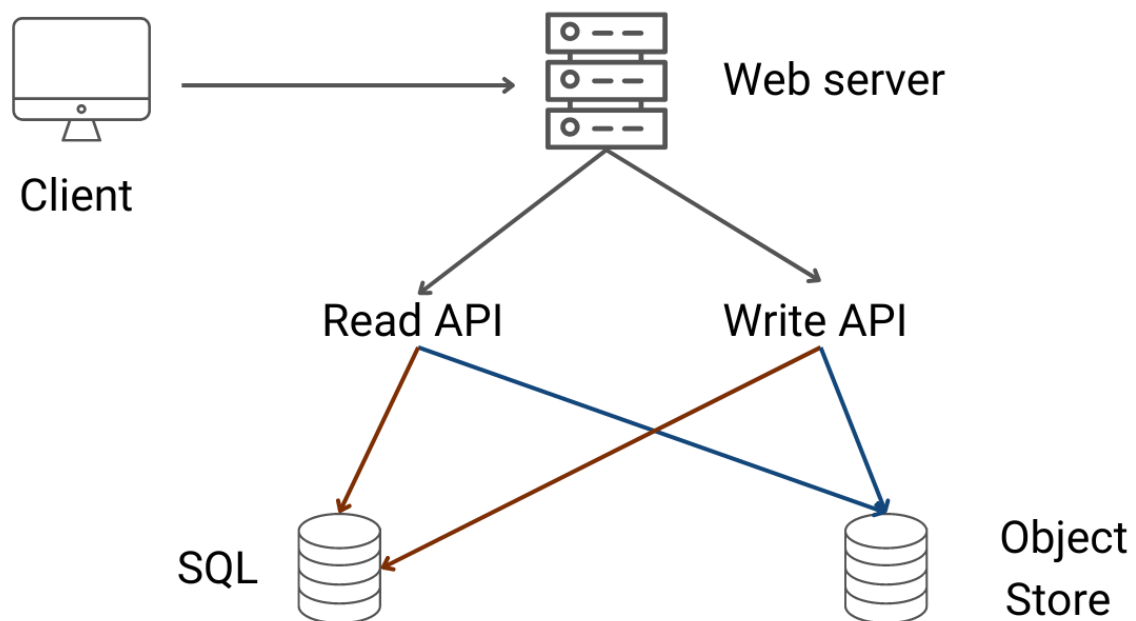 Web server
Client
Read API
Write API
SQL
Object
Store